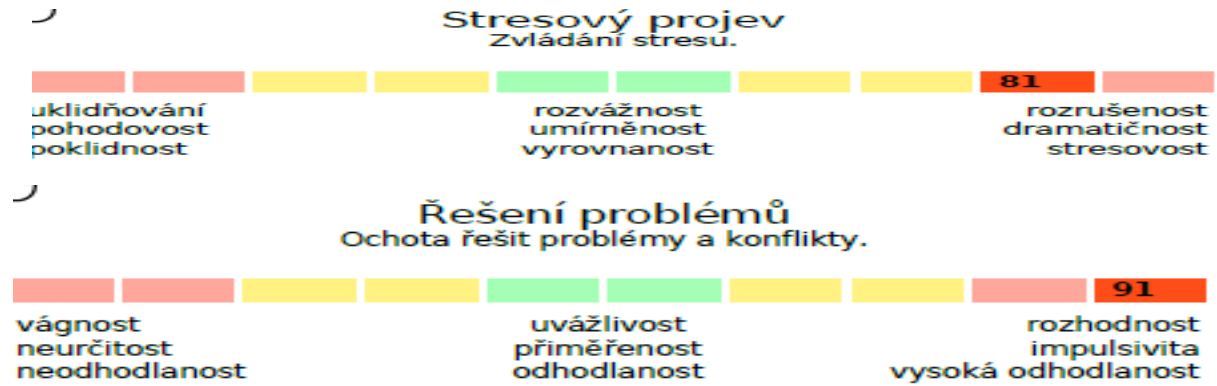 Stresový projev
Zvládání stresu.
81
uklidňování rozvážnost rozrušenost
pohodovost umírněnost dramatičnost
poklidnost vyrovnanost stresovost
Řešení problémů
Ochota řešit problémy a konflikty.
91
vágnost uvážlivost rozhodnost
neurčitost přiměřenost impulsivita
neodhodlanost odhodlanost vysoká odhodlanost